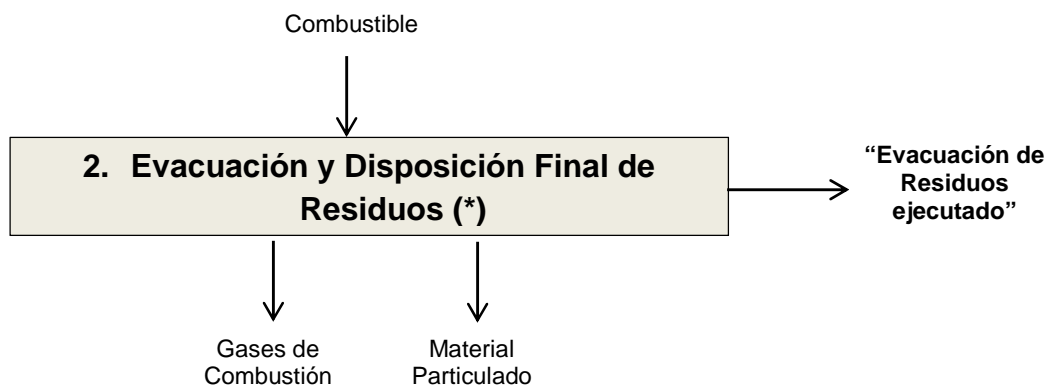 Combustible
2. Evacuación y Disposición Final de
Residuos (*)
“Evacuación de
Residuos
ejecutado”
Gases de
Combustión
Material
Particulado